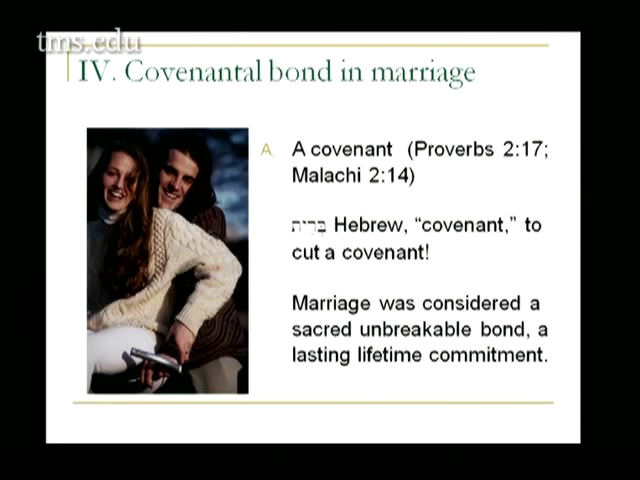 tms.edu
IV. Covenantal bond in marriage
A. A covenant (Proverbs 2:17;
Malachi 2:14)
בְּרִית Hebrew, “covenant,” to
cut a covenant!
Marriage was considered a
sacred unbreakable bond, a
lasting lifetime commitment.